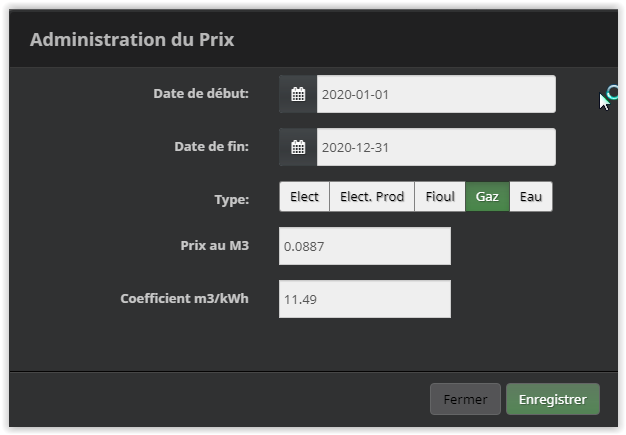 Administration du Prix
Date de début: 2020-01-01
Date de fin: 2020-12-31
Type: Elect Elect. Prod Fioul Gaz Eau
Prix au M3 0.0887
Coefficient m3/kWh 11.49
Fermer Enregistrer